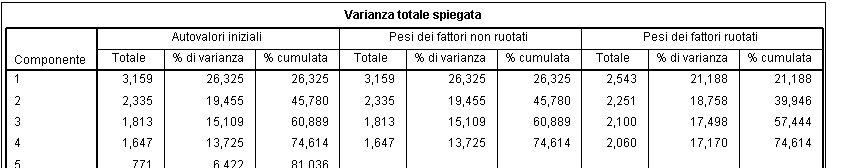 Varianza totale spiegata
Autovalori iniziali Pesi dei fattori non ruotati Pesi dei fattori ruotati
Componente Totale % di varianza % cumulata Totale % di varianza % cumulata Totale % di varianza % cumulata
1 3,159 26,325 26,325 3,159 26,325 26,325 2,543 21,188 21,188
2 2,335 19,455 45,780 2,335 19,455 45,780 2,251 18,758 39,946
3 1,813 15,109 60,889 1,813 15,109 60,889 2,100 17,498 57,444
4 1,647 13,725 74,614 1,647 13,725 74,614 2,060 17,170 74,614
5 ,771 6,422 81,036